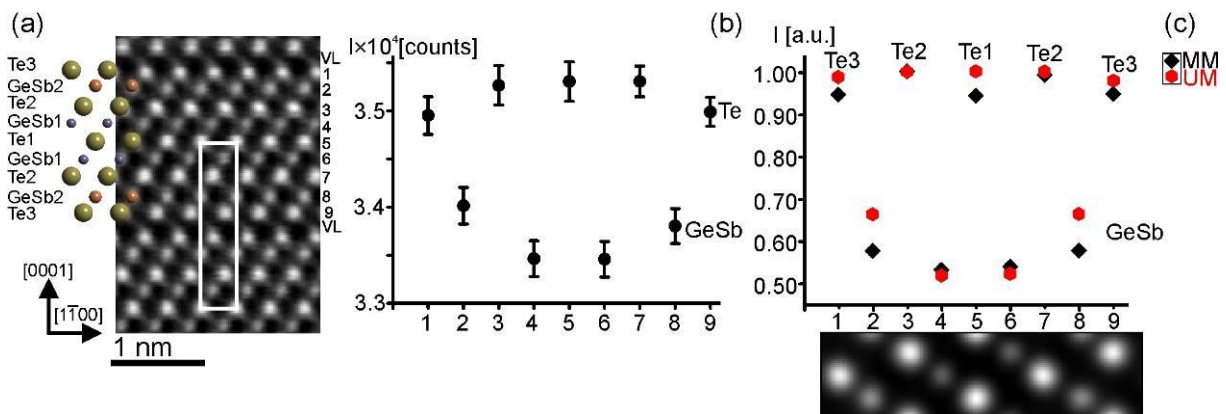 (a)
Te3
GeSb2
Te2
GeSb1
Te1
GeSb1
Te2
GeSb2
Te3
VL
1
2
3
4
5
6
7
8
9
VL
[0001]
[11̅00]
1 nm
(b)
I×10⁴[counts]
3.5
3.4
3.3
Te
GeSb
1 2 3 4 5 6 7 8 9
(c)
I [a.u.]
MM
UM
Te3 Te2 Te1 Te2 Te3
1.00
0.90
0.80
0.70
0.60
0.50
GeSb
1 2 3 4 5 6 7 8 9